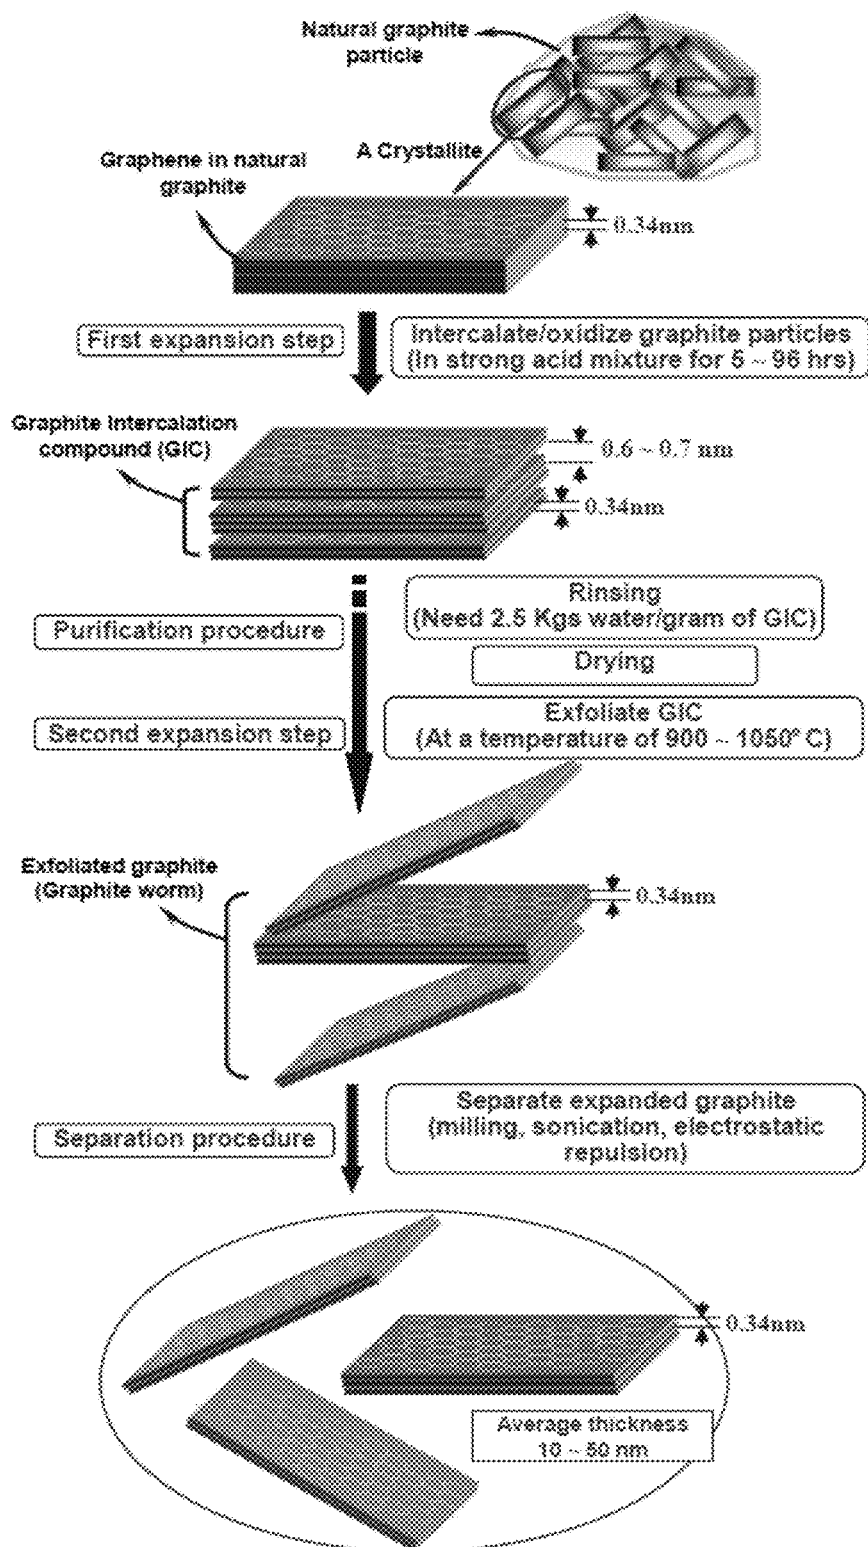 Natural graphite
particle
A Crystallite
Graphene in natural
graphite
0.34nm
First expansion step
Intercalate/oxidize graphite particles
(In strong acid mixture for 5 ~ 96 hrs)
Graphite Intercalation
compound (GIC)
0.6 ~ 0.7 nm
0.34nm
Rinsing
(Need 2.5 Kgs water/gram of GIC)
Purification procedure
Drying
Second expansion step
Exfoliate GIC
(At a temperature of 900 ~ 1050° C)
Exfoliated graphite
(Graphite worm)
0.34nm
Separation procedure
Separate expanded graphite
(milling, sonication, electrostatic
repulsion)
0.34nm
Average thickness
10 ~ 50 nm